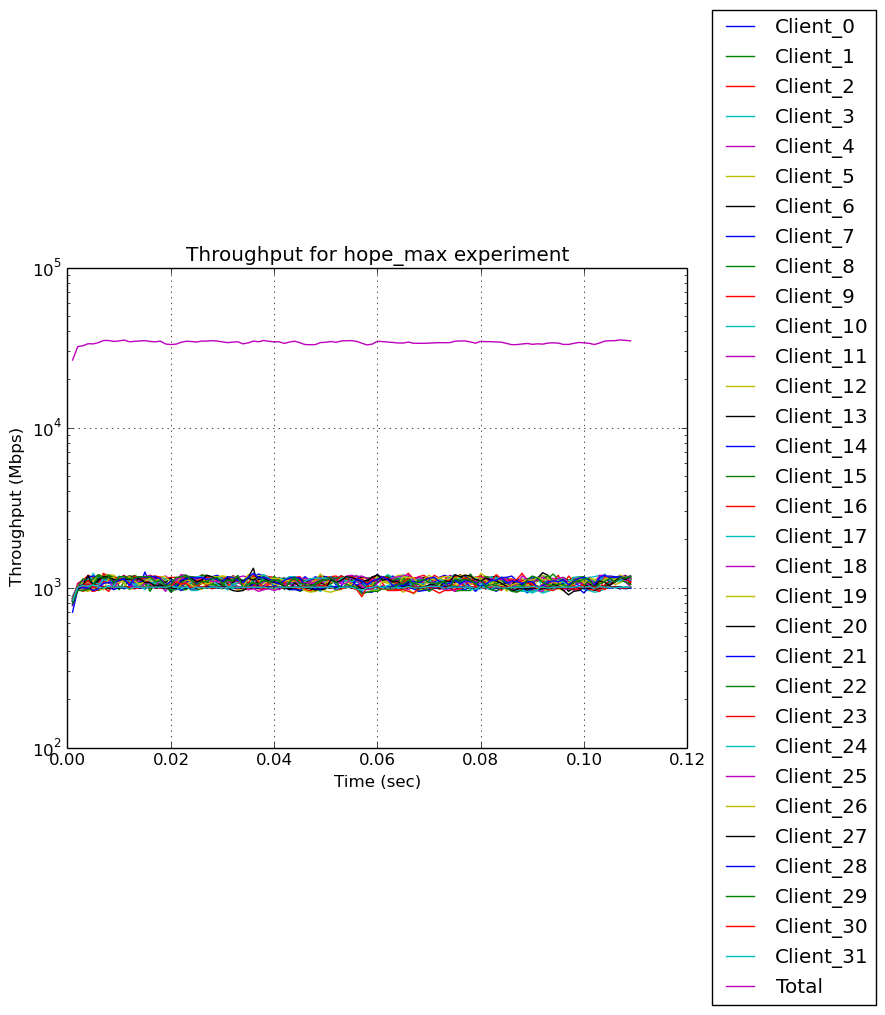 Throughput for hope_max experiment
Throughput (Mbps)
10^5
10^4
10^3
10^2
0.00 0.02 0.04 0.06 0.08 0.10 0.12
Time (sec)
Client_0
Client_1
Client_2
Client_3
Client_4
Client_5
Client_6
Client_7
Client_8
Client_9
Client_10
Client_11
Client_12
Client_13
Client_14
Client_15
Client_16
Client_17
Client_18
Client_19
Client_20
Client_21
Client_22
Client_23
Client_24
Client_25
Client_26
Client_27
Client_28
Client_29
Client_30
Client_31
Total